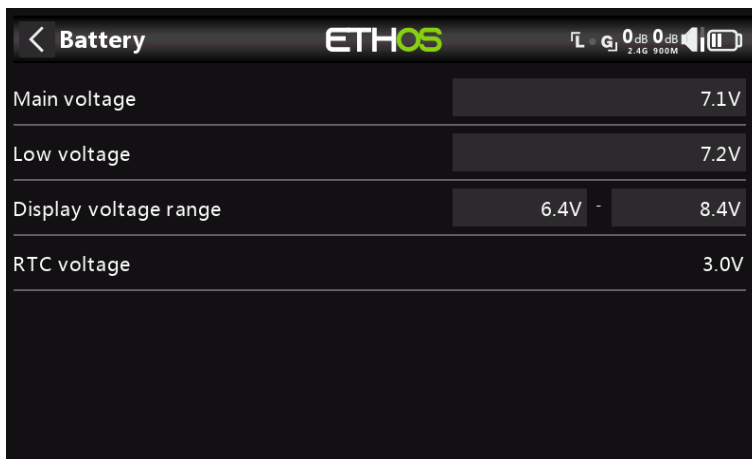 Battery ETHOS L G 0dB 0dB
2.4G 900M
Main voltage 7.1V
Low voltage 7.2V
Display voltage range 6.4V - 8.4V
RTC voltage 3.0V